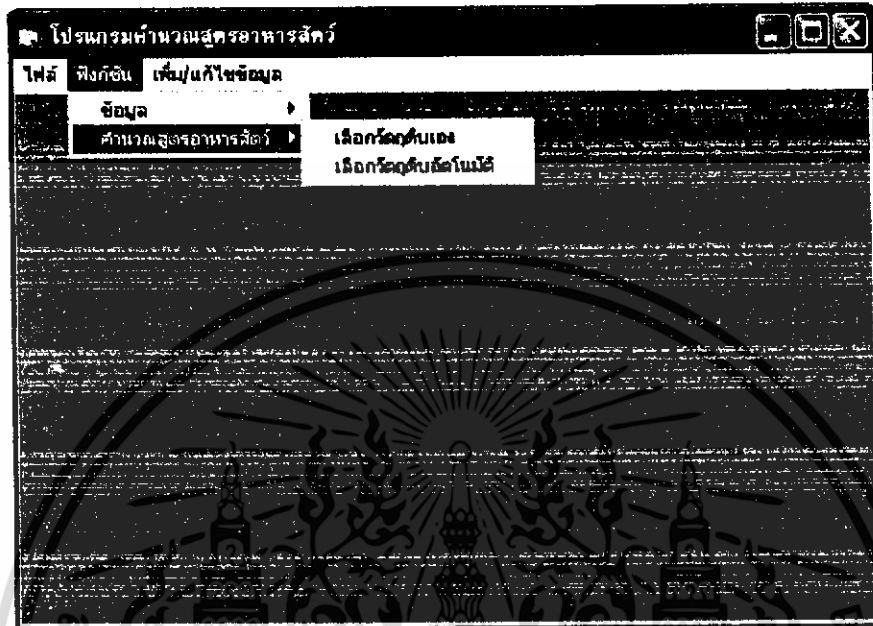 โปรแกรมคำนวณสูตรอาหารสัตว์
ไฟล์ ฟังก์ชัน เพิ่ม/แก้ไขข้อมูล
ข้อมูล
คำนวณสูตรอาหารสัตว์ เลือกวัตถุดิบเอง
เลือกวัตถุดิบอัตโนมัติ